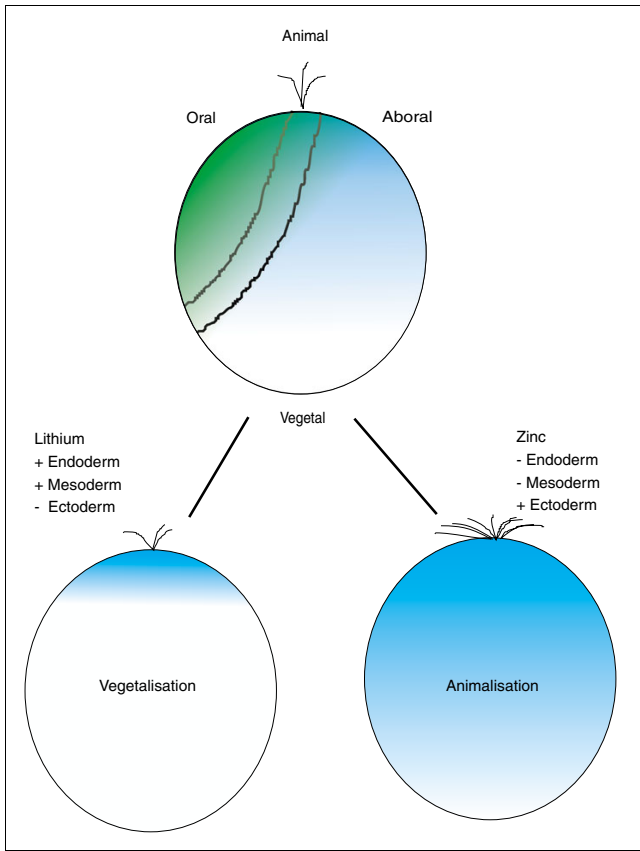 Animal
Oral
Aboral
Vegetal
Lithium
+ Endoderm
+ Mesoderm
- Ectoderm
Zinc
- Endoderm
- Mesoderm
+ Ectoderm
Vegetalisation
Animalisation